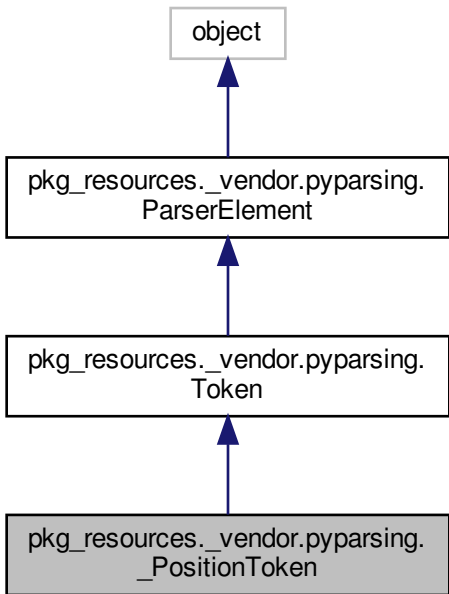 object
pkg_resources._vendor.pyparsing.
ParserElement
pkg_resources._vendor.pyparsing.
Token
pkg_resources._vendor.pyparsing.
_PositionToken